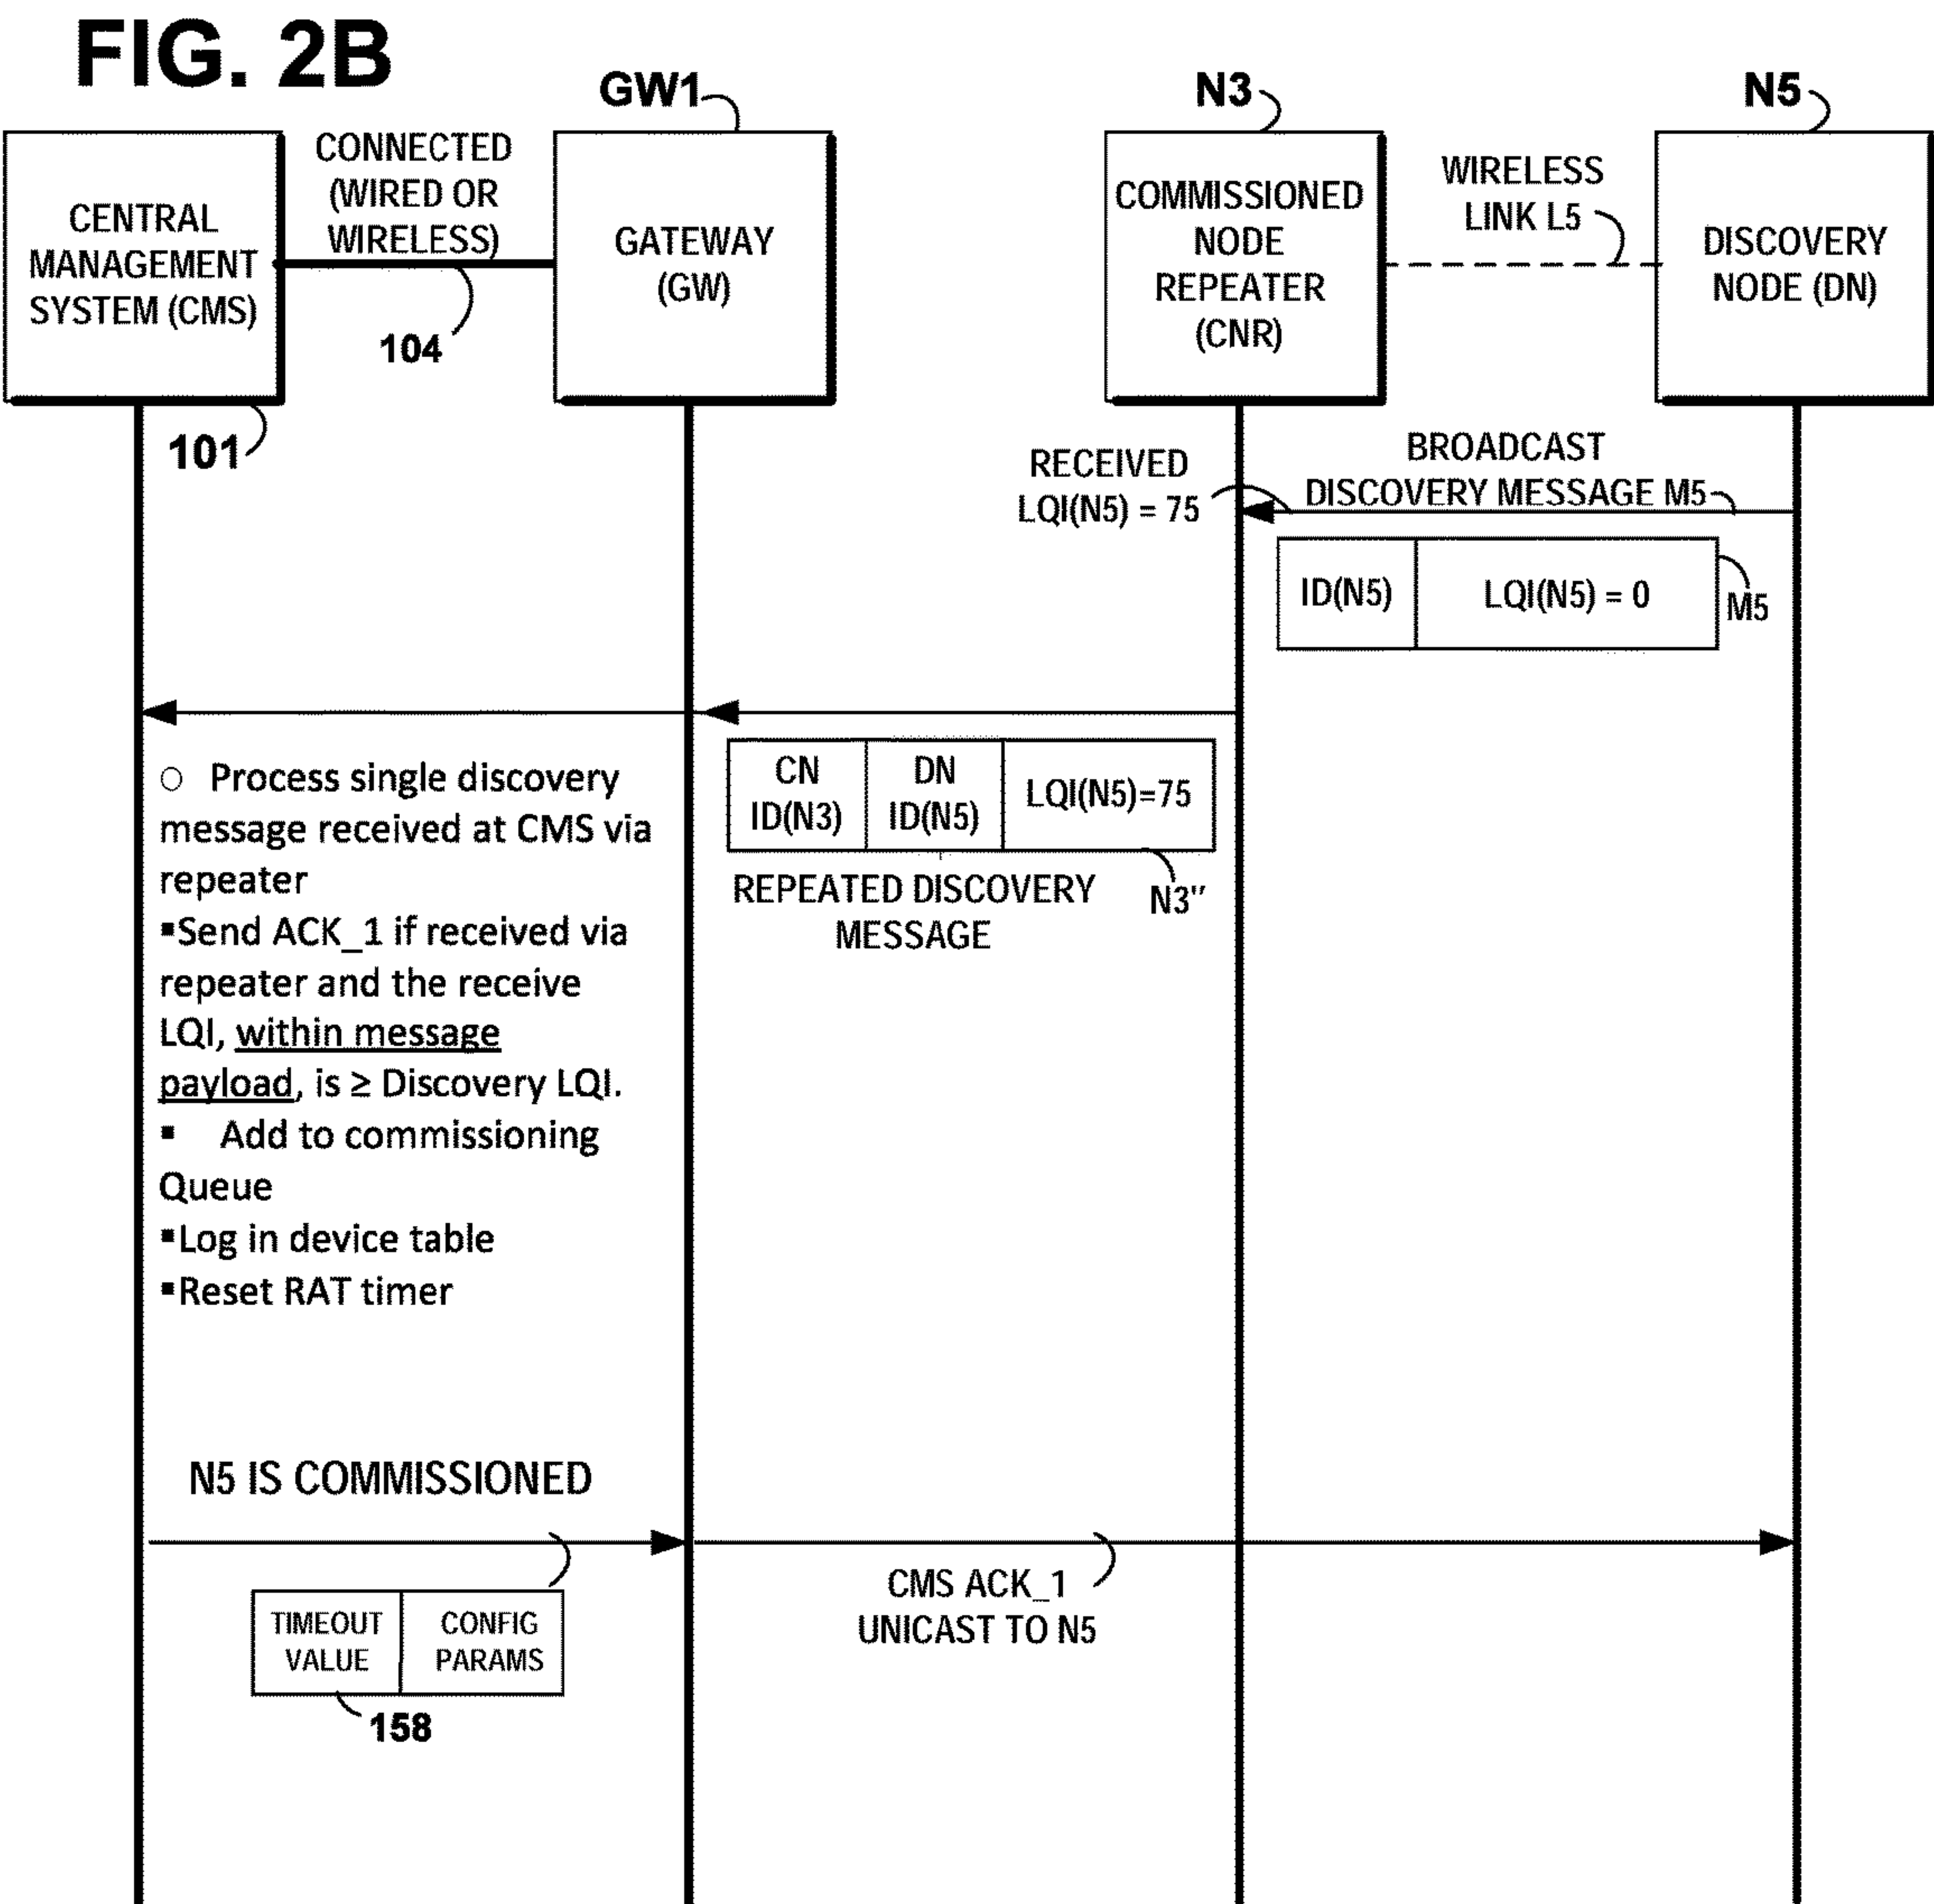 FIG. 2B
GW1
N3
N5
CENTRAL
MANAGEMENT
SYSTEM (CMS)
101
CONNECTED
(WIRED OR
WIRELESS)
104
GATEWAY
(GW)
COMMISSIONED
NODE
REPEATER
(CNR)
WIRELESS
LINK L5
DISCOVERY
NODE (DN)
RECEIVED
LQI(N5) = 75
BROADCAST
DISCOVERY MESSAGE M5
ID(N5)
LQI(N5) = 0
M5
CN
ID(N3)
DN
ID(N5)
LQI(N5)=75
REPEATED DISCOVERY
MESSAGE
N3"
○ Process single discovery
message received at CMS via
repeater
▪Send ACK_1 if received via
repeater and the receive
LQI, within message
payload, is ≥ Discovery LQI.
▪ Add to commissioning
Queue
▪Log in device table
▪Reset RAT timer
N5 IS COMMISSIONED
TIMEOUT
VALUE
CONFIG
PARAMS
158
CMS ACK_1
UNICAST TO N5